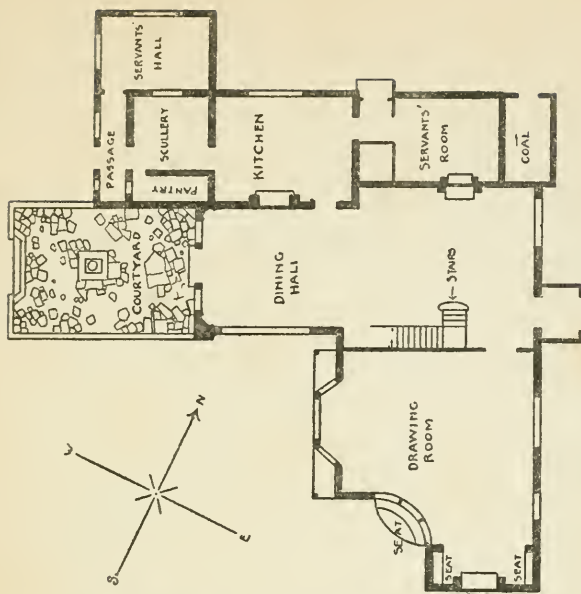 SERVANTS'
HALL
PASSAGE
SCULLERY
PANTRY
KITCHEN
SERVANTS'
ROOM
COAL
COURTYARD
DINING
HALL
STAIRS
DRAWING
ROOM
SEAT
SEAT
SEAT
N
W
E
S